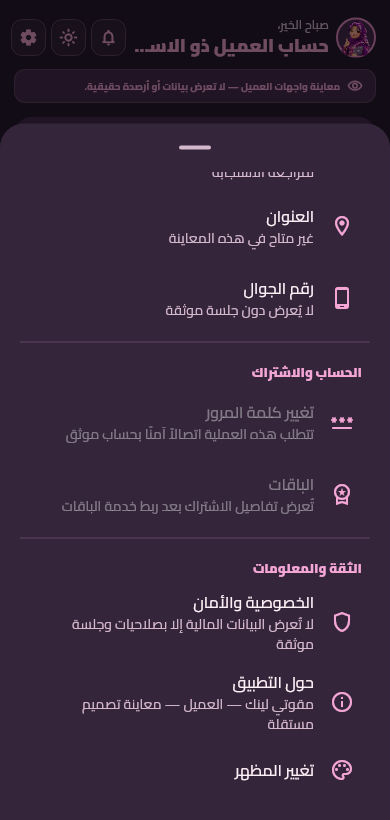 صباح الخير،
حساب العميل ذو الاسـ...
معاينة واجهات العميل — لا تعرض بيانات أو أرصدة حقيقية.
العنوان
غير متاح في هذه المعاينة
رقم الجوال
لا يُعرض دون جلسة موثقة
الحساب والاشتراك
تغيير كلمة المرور
تتطلب هذه العملية اتصالاً آمنًا بحساب موثق
الباقات
تُعرض تفاصيل الاشتراك بعد ربط خدمة الباقات
الثقة والمعلومات
الخصوصية والأمان
لا تُعرض البيانات المالية إلا بصلاحيات وجلسة
موثقة
حول التطبيق
مقوتي لينك — العميل — معاينة تصميم
مستقلة
تغيير المظهر